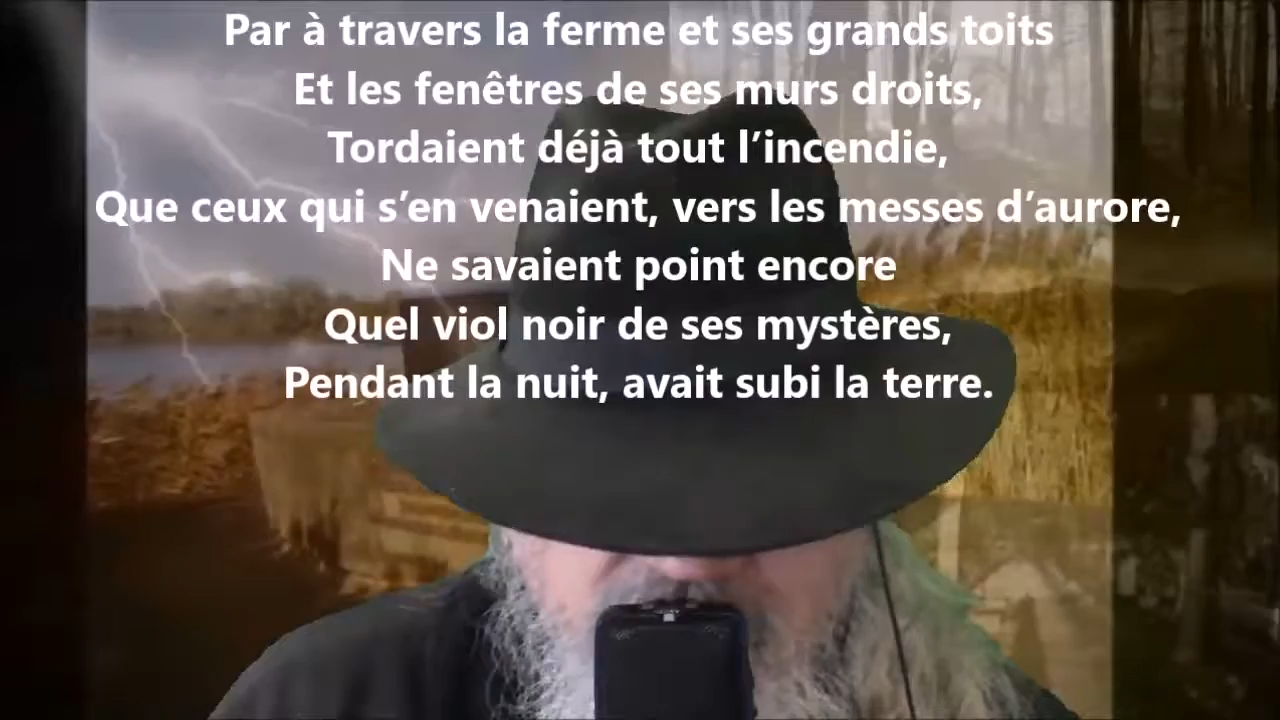 Par à travers la ferme et ses grands toits
Et les fenêtres de ses murs droits,
Tordaient déjà tout l’incendie,
Que ceux qui s’en venaient, vers les messes d’aurore,
Ne savaient point encore
Quel viol noir de ses mystères,
Pendant la nuit, avait subi la terre.